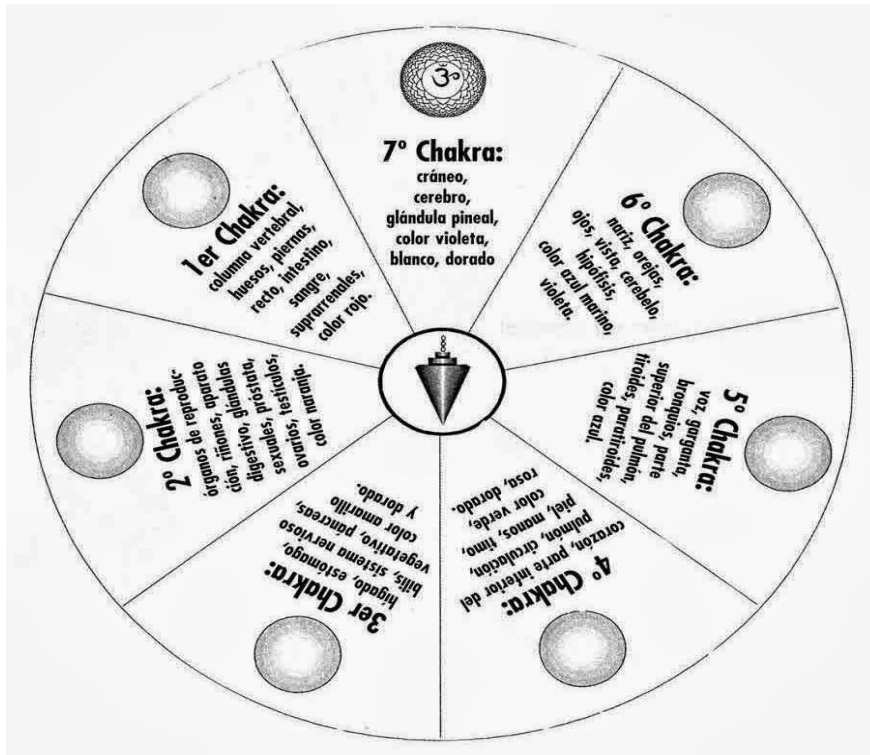 ॐ
7º Chakra:
cráneo,
cerebro,
glándula pineal,
color violeta,
blanco, dorado
6º Chakra:
nariz, orejas,
ojos, vista, cerebelo,
hipófisis,
color azul marino,
violeta.
5º Chakra:
voz, garganta,
bronquios, parte
superior del pulmón,
tiroides, paratiroides,
color azul.
4º Chakra:
corazón, parte inferior del
pulmón, circulación,
piel, manos, timo,
color verde,
rosa, dorado.
3er Chakra:
hígado, estómago,
bilis, sistema nervioso
vegetativo, páncreas,
color amarillo
y dorado.
2º Chakra:
órganos de reproduc-
ción, riñones, aparato
digestivo, glándulas
sexuales, próstata,
ovarios, testículos,
color naranja.
1er Chakra:
columna vertebral,
huesos, piernas,
recto, intestino,
sangre,
suprarrenales,
color rojo.